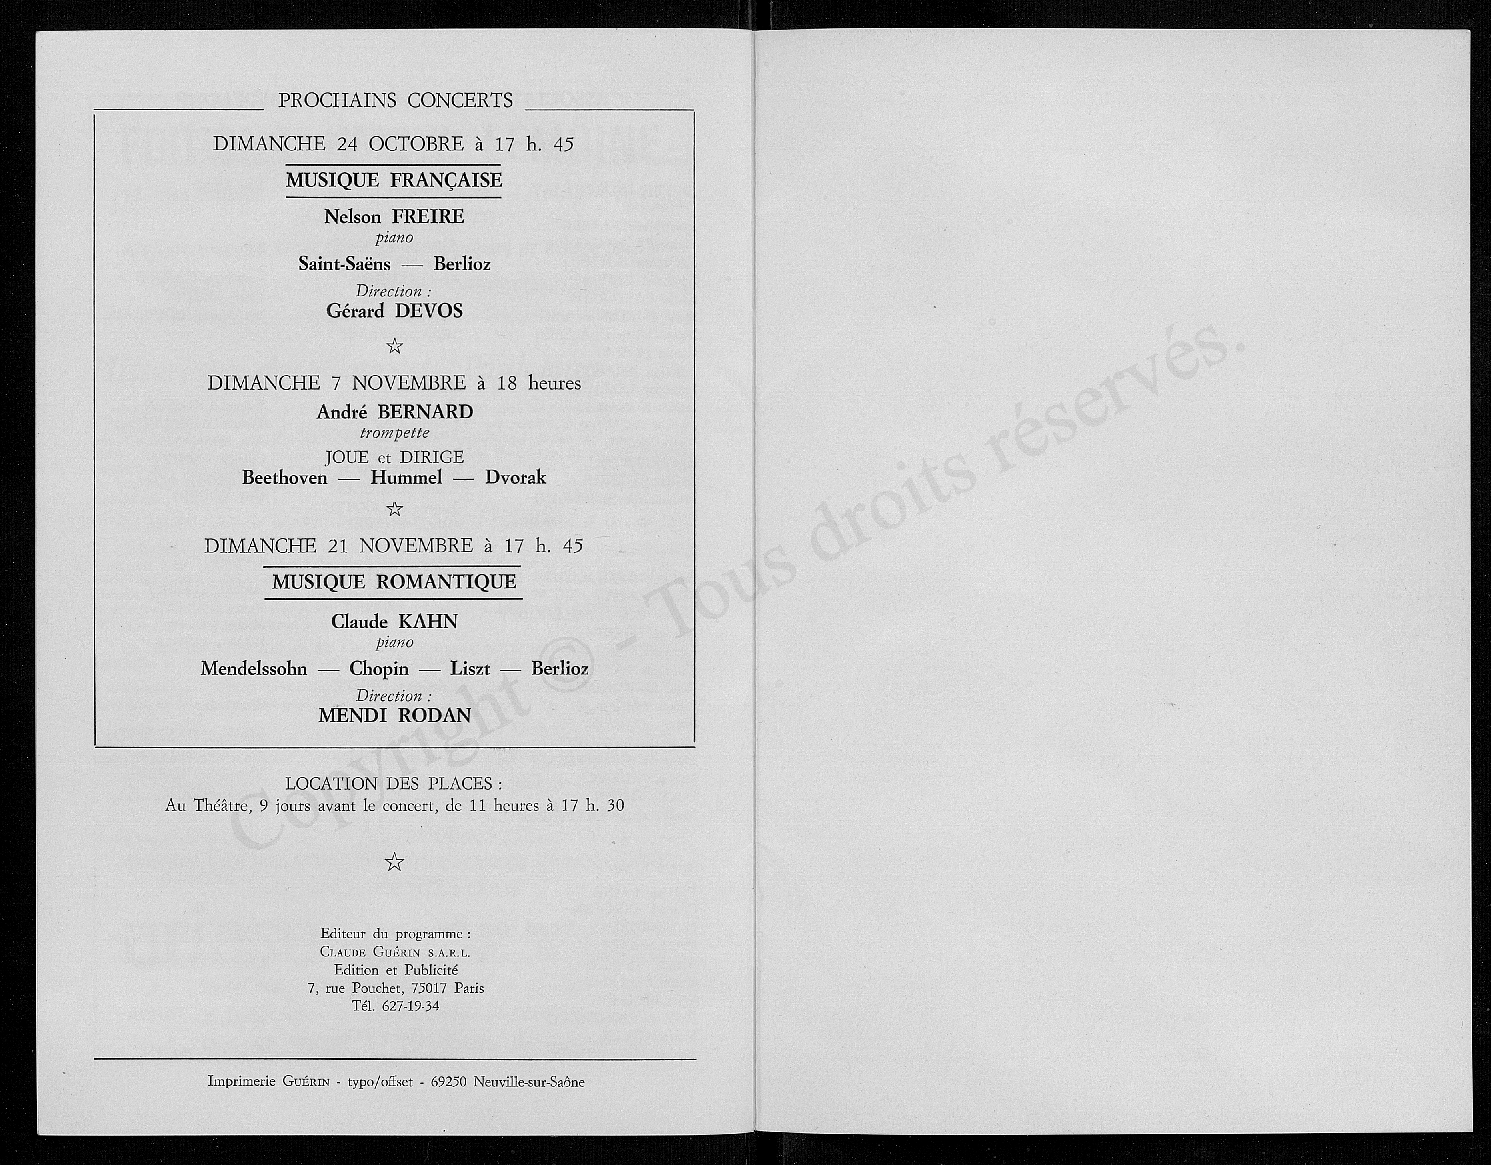 PROCHAINS CONCERTS
DIMANCHE 24 OCTOBRE à 17 h. 45
MUSIQUE FRANÇAISE
Nelson FREIRE
piano
Saint-Saëns — Berlioz
Direction :
Gérard DEVOS
☆
DIMANCHE 7 NOVEMBRE à 18 heures
André BERNARD
trompette
JOUE et DIRIGE
Beethoven — Hummel — Dvorak
☆
DIMANCHE 21 NOVEMBRE à 17 h. 45
MUSIQUE ROMANTIQUE
Claude KAHN
piano
Mendelssohn — Chopin — Liszt — Berlioz
Direction :
MENDI RODAN
LOCATION DES PLACES :
Au Théâtre, 9 jours avant le concert, de 11 heures à 17 h. 30
☆
Editeur du programme :
CLAUDE GUÉRIN S.A.R.L.
Edition et Publicité
7, rue Pouchet, 75017 Paris
Tél. 627-19-34
Imprimerie GUÉRIN - typo/offset - 69250 Neuville-sur-Saône
Copyright © - Tous droits réservés.